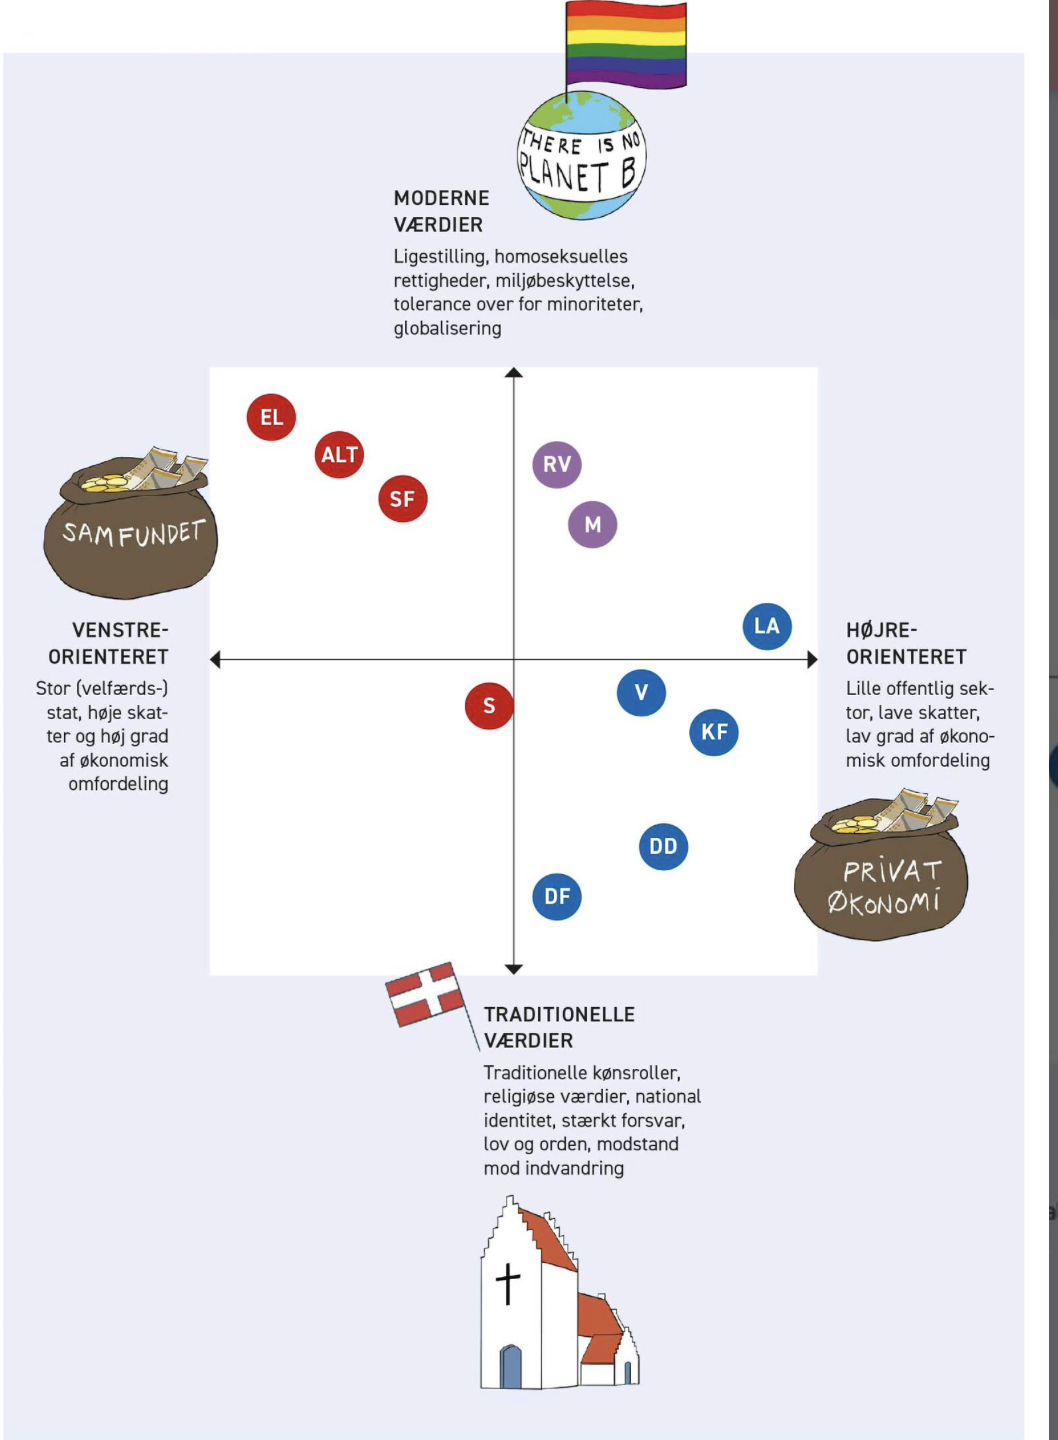 THERE IS NO
PLANET B
MODERNE
VÆRDIER
Ligestilling, homoseksuelles
rettigheder, miljøbeskyttelse,
tolerance over for minoriteter,
globalisering
EL
ALT
SF
RV
M
SAMFUNDET
LA
VENSTRE-
ORIENTERET
Stor (velfærds-)
stat, høje skat-
ter og høj grad
af økonomisk
omfordeling
HØJRE-
ORIENTERET
Lille offentlig sek-
tor, lave skatter,
lav grad af økono-
misk omfordeling
S
V
KF
DD
DF
PRIVAT
ØKONOMI
TRADITIONELLE
VÆRDIER
Traditionelle kønsroller,
religiøse værdier, national
identitet, stærkt forsvar,
lov og orden, modstand
mod indvandring